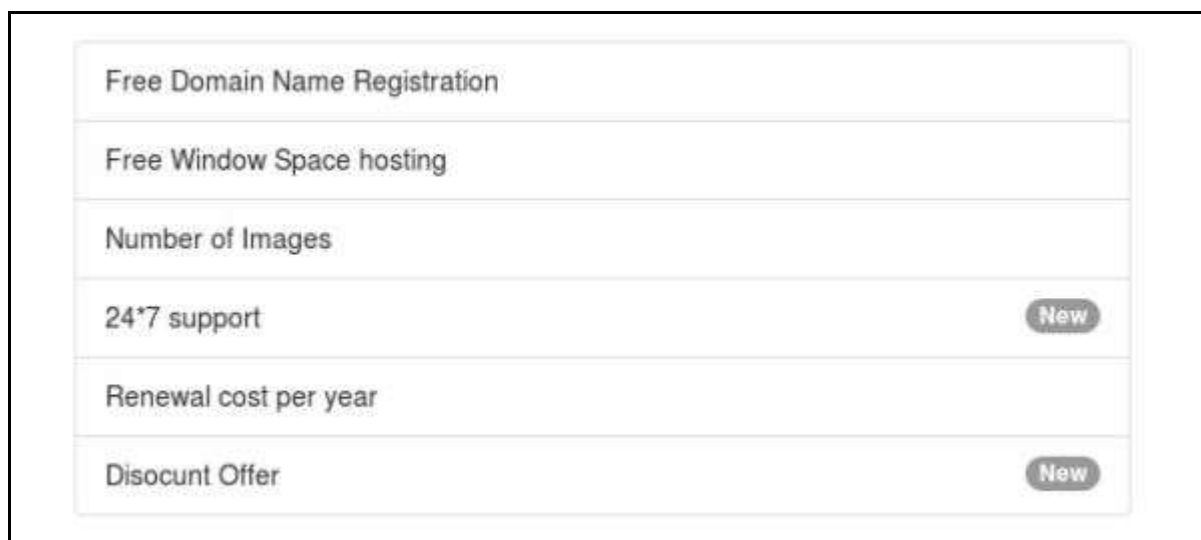 Free Domain Name Registration
Free Window Space hosting
Number of Images
24*7 support New
Renewal cost per year
Disocunt Offer New